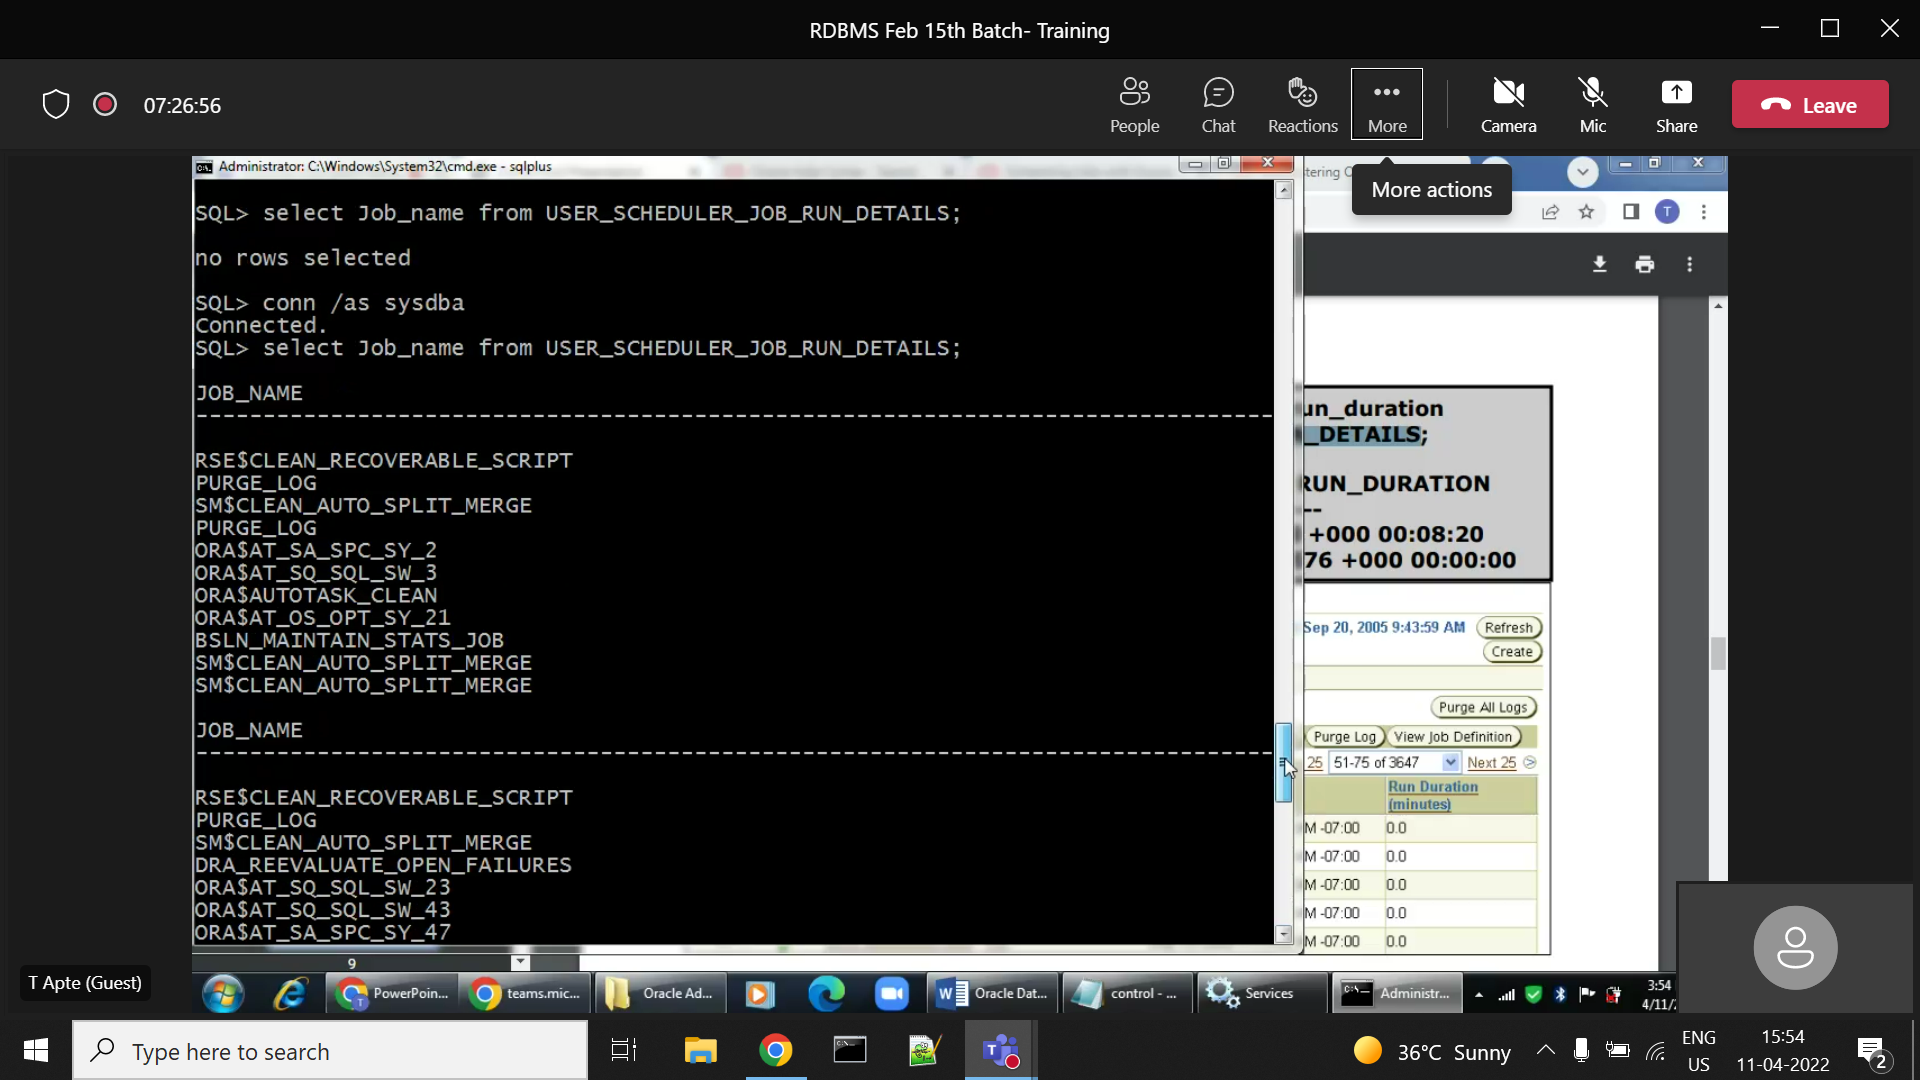 RDBMS Feb 15th Batch- Training
07:26:56
People
Chat
Reactions
More
Camera
Mic
Share
Leave
More actions
Administrator: C:\Windows\System32\cmd.exe - sqlplus
SQL> select Job_name from USER_SCHEDULER_JOB_RUN_DETAILS;
no rows selected
SQL> conn /as sysdba
Connected.
SQL> select Job_name from USER_SCHEDULER_JOB_RUN_DETAILS;
JOB_NAME
--------------------------------------------------------------------------------
RSE$CLEAN_RECOVERABLE_SCRIPT
PURGE_LOG
SM$CLEAN_AUTO_SPLIT_MERGE
PURGE_LOG
ORA$AT_SA_SPC_SY_2
ORA$AT_SQ_SQL_SW_3
ORA$AUTOTASK_CLEAN
ORA$AT_OS_OPT_SY_21
BSLN_MAINTAIN_STATS_JOB
SM$CLEAN_AUTO_SPLIT_MERGE
SM$CLEAN_AUTO_SPLIT_MERGE
JOB_NAME
--------------------------------------------------------------------------------
RSE$CLEAN_RECOVERABLE_SCRIPT
PURGE_LOG
SM$CLEAN_AUTO_SPLIT_MERGE
DRA_REEVALUATE_OPEN_FAILURES
ORA$AT_SQ_SQL_SW_23
ORA$AT_SQ_SQL_SW_43
ORA$AT_SA_SPC_SY_47
tering O
T
un_duration
_DETAILS;
RUN_DURATION
--
+000 00:08:20
76 +000 00:00:00
Sep 20, 2005 9:43:59 AM
Refresh
Create
Purge All Logs
Purge Log
View Job Definition
25
51-75 of 3647
Next 25
Run Duration
(minutes)
M -07:00 0.0
M -07:00 0.0
M -07:00 0.0
M -07:00 0.0
M -07:00 0.0
9
T Apte (Guest)
PowerPoin...
teams.mic...
Oracle Ad...
Oracle Dat...
control - ...
Services
Administr...
3:54
4/11/
Type here to search
36°C Sunny
ENG
US
15:54
11-04-2022
2